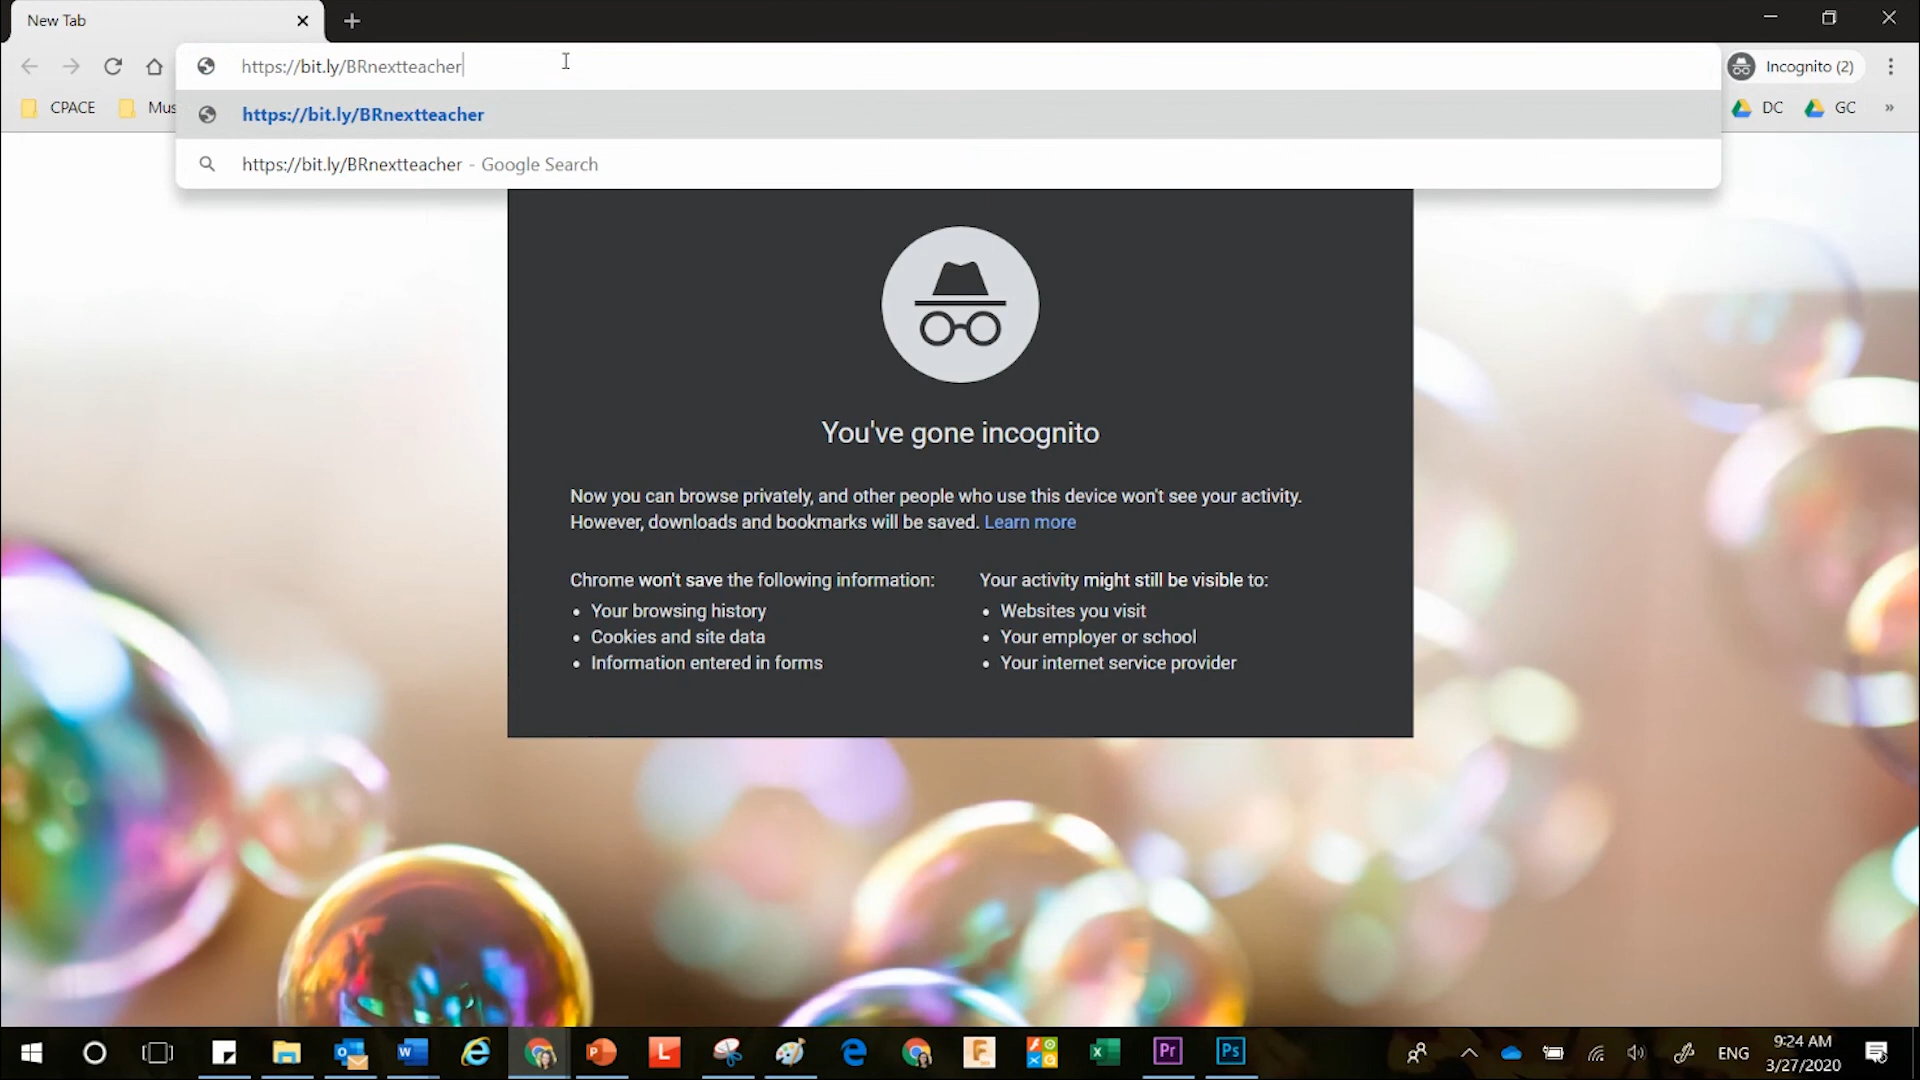 New Tab
https://bit.ly/BRnextteacher
Incognito (2)
CPACE
Mus
https://bit.ly/BRnextteacher
DC
GC
»
https://bit.ly/BRnextteacher - Google Search
You've gone incognito
Now you can browse privately, and other people who use this device won't see your activity.
However, downloads and bookmarks will be saved. Learn more
Chrome won't save the following information:
• Your browsing history
• Cookies and site data
• Information entered in forms
Your activity might still be visible to:
• Websites you visit
• Your employer or school
• Your internet service provider
W
P
L
F
X
Pr
Ps
ENG
9:24 AM
3/27/2020